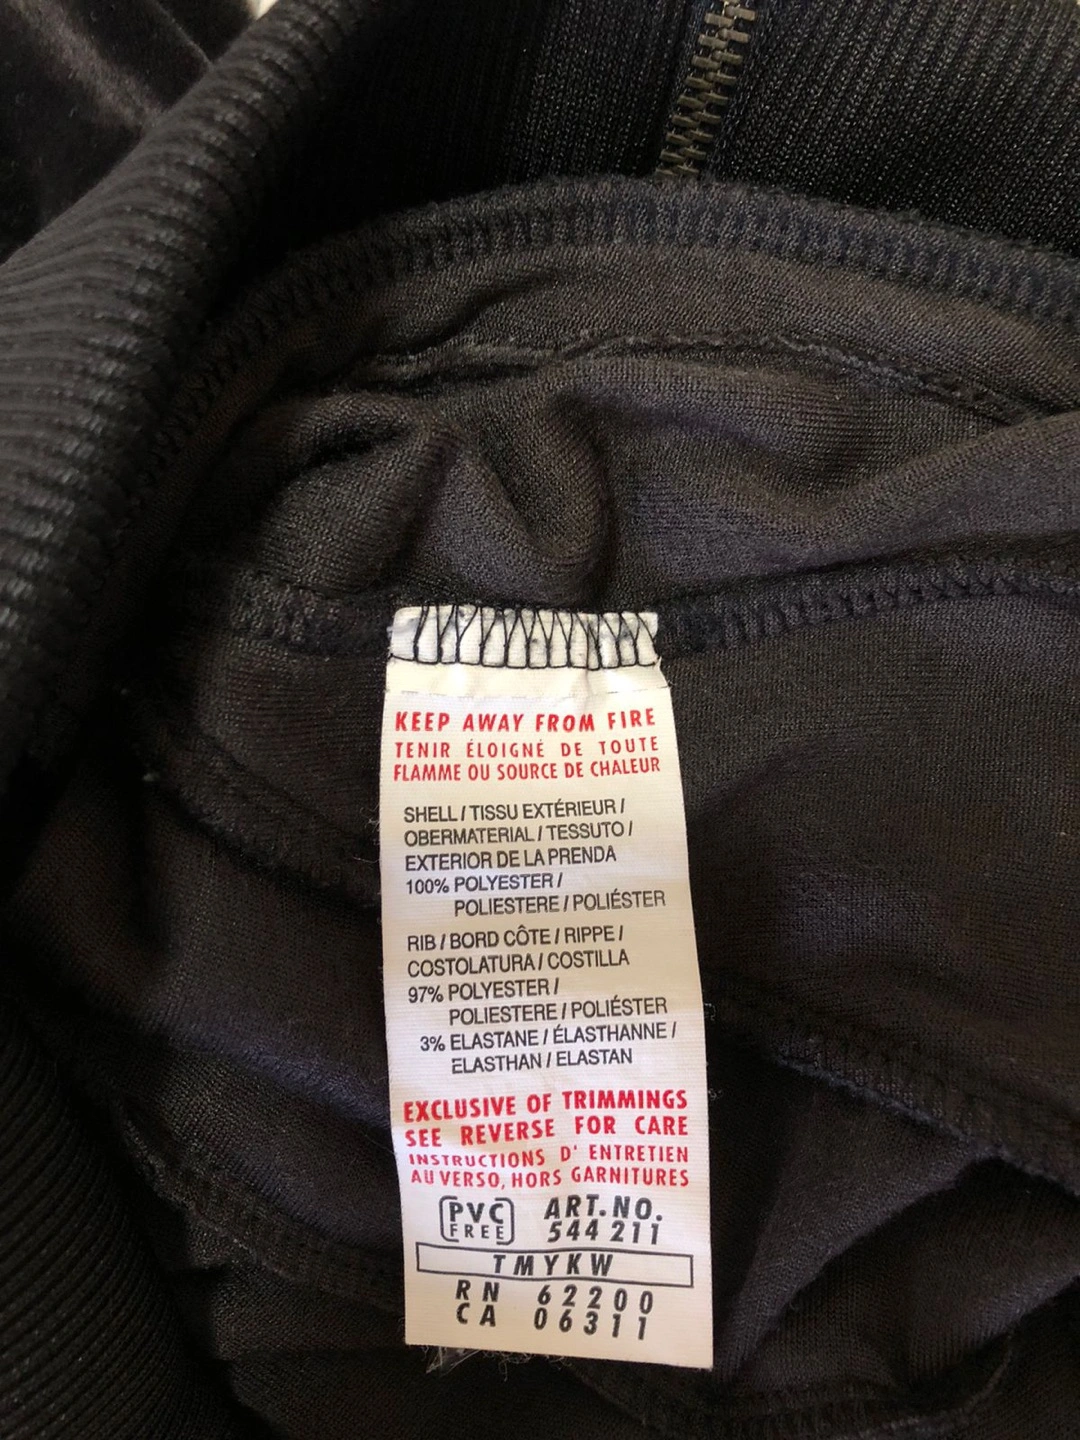 KEEP AWAY FROM FIRE
TENIR ÉLOIGNÉ DE TOUTE
FLAMME OU SOURCE DE CHALEUR
SHELL / TISSU EXTÉRIEUR /
OBERMATERIAL / TESSUTO /
EXTERIOR DE LA PRENDA
100% POLYESTER /
POLIESTERE / POLIÉSTER
RIB / BORD CÔTE / RIPPE /
COSTOLATURA / COSTILLA
97% POLYESTER /
POLIESTERE / POLIÉSTER
3% ELASTANE / ÉLASTHANNE /
ELASTHAN / ELASTAN
EXCLUSIVE OF TRIMMINGS
SEE REVERSE FOR CARE
INSTRUCTIONS D' ENTRETIEN
AU VERSO, HORS GARNITURES
PVC ART.NO.
FREE 544 211
TMYKW
RN 62200
CA 06311